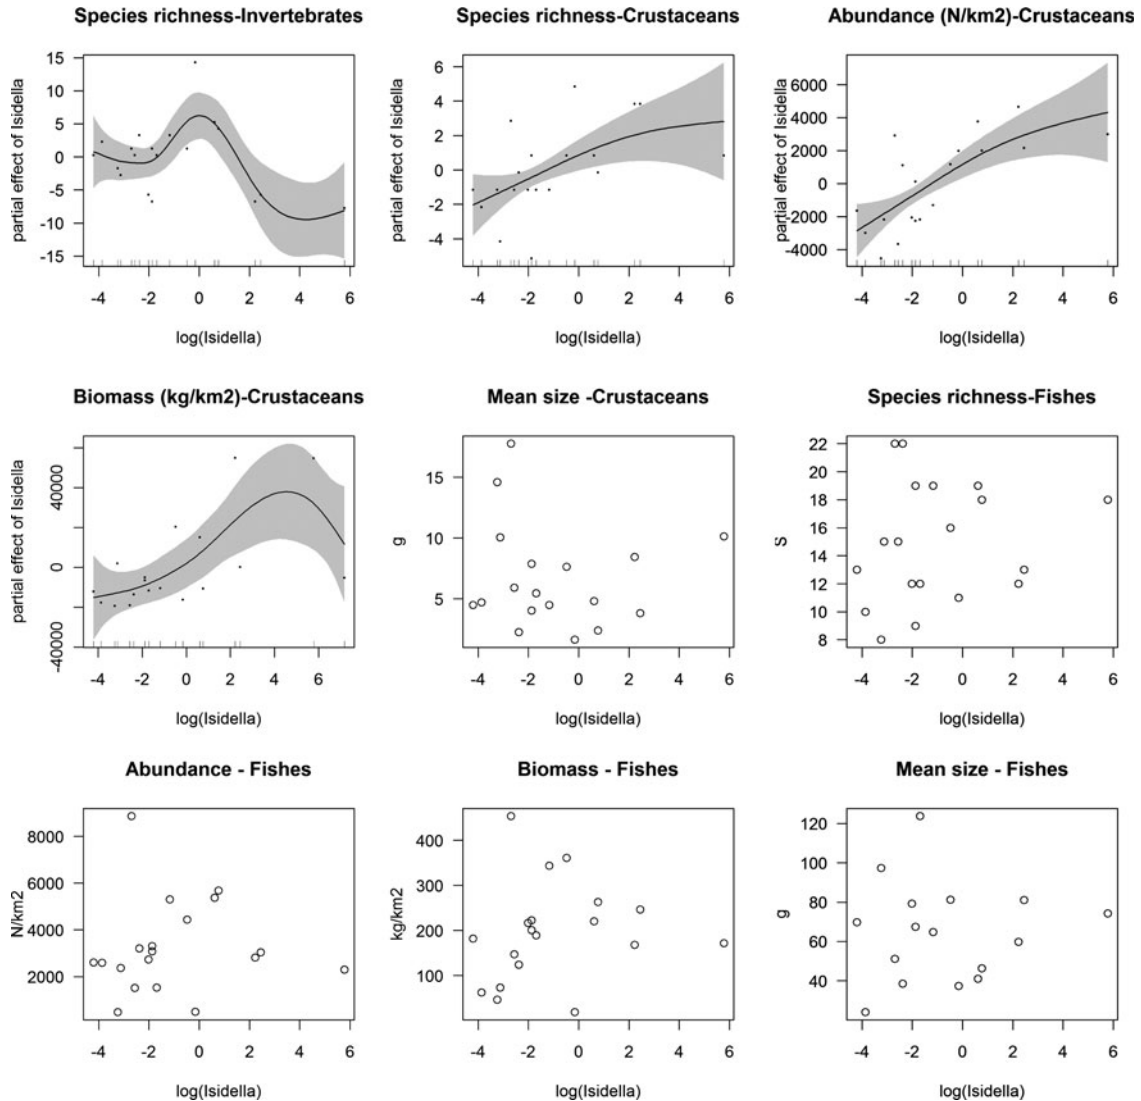 Species richness-Invertebrates
partial effect of Isidella
15
10
5
0
-5
-10
-15
-4 -2 0 2 4 6
log(Isidella)
Species richness-Crustaceans
partial effect of Isidella
6
4
2
0
-2
-4
-4 -2 0 2 4 6
log(Isidella)
Abundance (N/km2)-Crustaceans
partial effect of Isidella
6000
4000
2000
0
-2000
-4000
-4 -2 0 2 4 6
log(Isidella)
Biomass (kg/km2)-Crustaceans
partial effect of Isidella
40000
0
-40000
-4 -2 0 2 4 6
log(Isidella)
Mean size -Crustaceans
g
15
10
5
-4 -2 0 2 4 6
log(Isidella)
Species richness-Fishes
S
22
20
18
16
14
12
10
8
-4 -2 0 2 4 6
log(Isidella)
Abundance - Fishes
N/km2
8000
6000
4000
2000
-4 -2 0 2 4 6
log(Isidella)
Biomass - Fishes
kg/km2
400
300
200
100
-4 -2 0 2 4 6
log(Isidella)
Mean size - Fishes
g
120
100
80
60
40
-4 -2 0 2 4 6
log(Isidella)